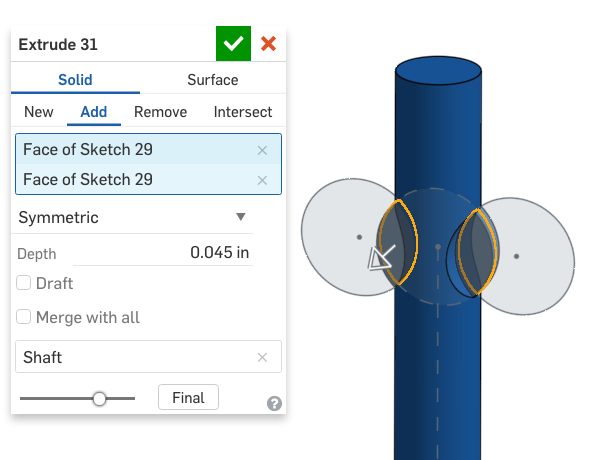 Extrude 31
Solid Surface
New Add Remove Intersect
Face of Sketch 29
Face of Sketch 29
Symmetric
Depth 0.045 in
Draft
Merge with all
Shaft
Final
?